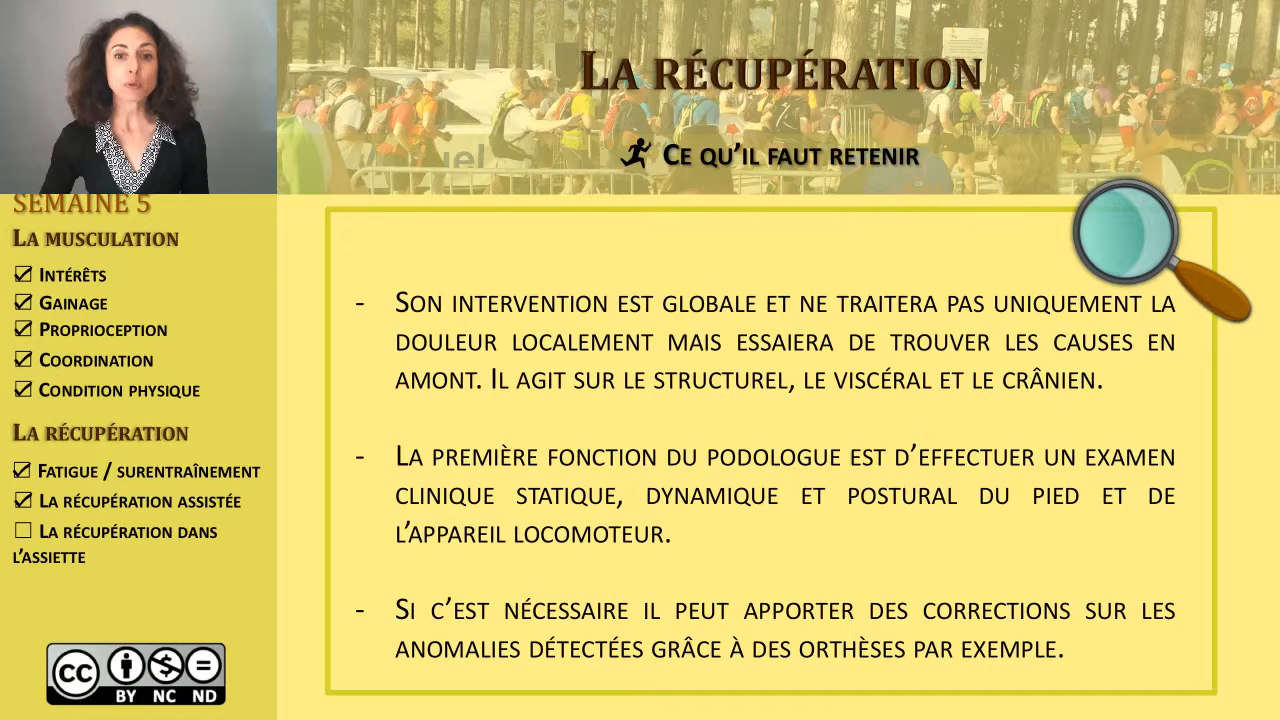 La récupération
Ce qu'il faut retenir
SEMAINE 5
La musculation
☑ Intérêts
☑ Gainage
☑ Proprioception
☑ Coordination
☑ Condition physique
La récupération
☑ Fatigue / surentraînement
☑ La récupération assistée
☐ La récupération dans
l'assiette
- Son intervention est globale et ne traitera pas uniquement la
douleur localement mais essaiera de trouver les causes en
amont. Il agit sur le structurel, le viscéral et le crânien.
- La première fonction du podologue est d'effectuer un examen
clinique statique, dynamique et postural du pied et de
l'appareil locomoteur.
- Si c'est nécessaire il peut apporter des corrections sur les
anomalies détectées grâce à des orthèses par exemple.
cc
BY NC ND